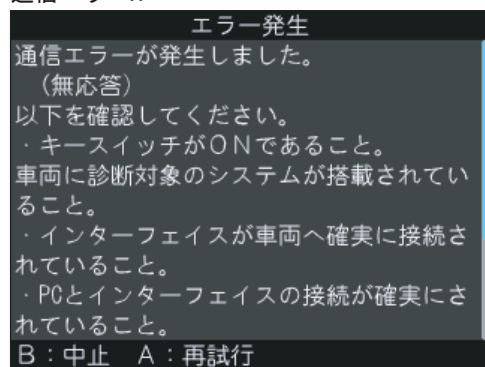 エラー発生
通信エラーが発生しました。
（無応答）
以下を確認してください。
・キースイッチがONであること。
車両に診断対象のシステムが搭載されてい
ること。
・インターフェイスが車両へ確実に接続さ
れていること。
・PCとインターフェイスの接続が確実にさ
れていること。
B：中止　A：再試行